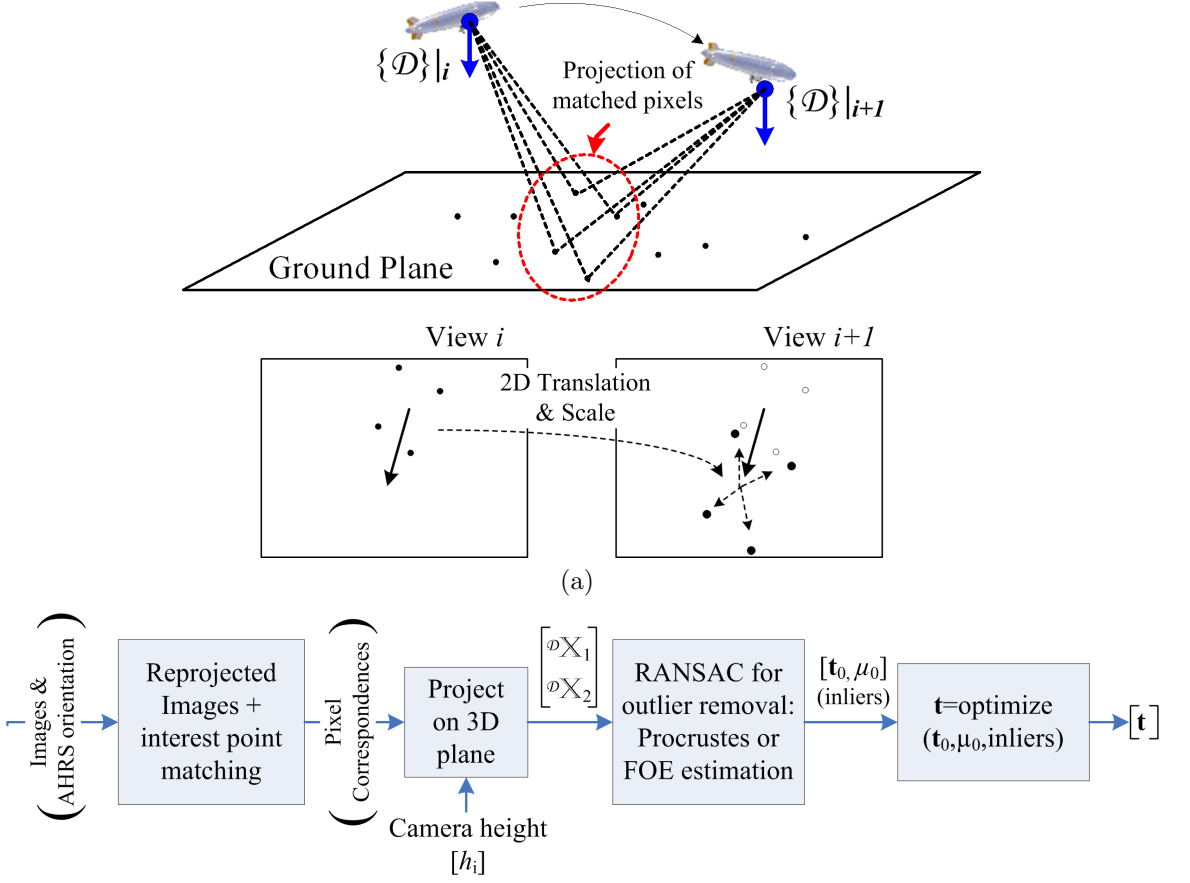 {𝒟}|i
Projection of
matched pixels
{𝒟}|i+1
Ground Plane
View i
View i+1
2D Translation
& Scale
(a)
Images &
AHRS orientation
Reprojected
Images +
interest point
matching
Pixel
Correspondences
Project
on 3D
plane
Camera height
[hi]
𝒟𝕏1
𝒟𝕏2
RANSAC for
outlier removal:
Procrustes or
FOE estimation
[t0, μ0]
(inliers)
t=optimize
(t0,μ0,inliers)
[t]